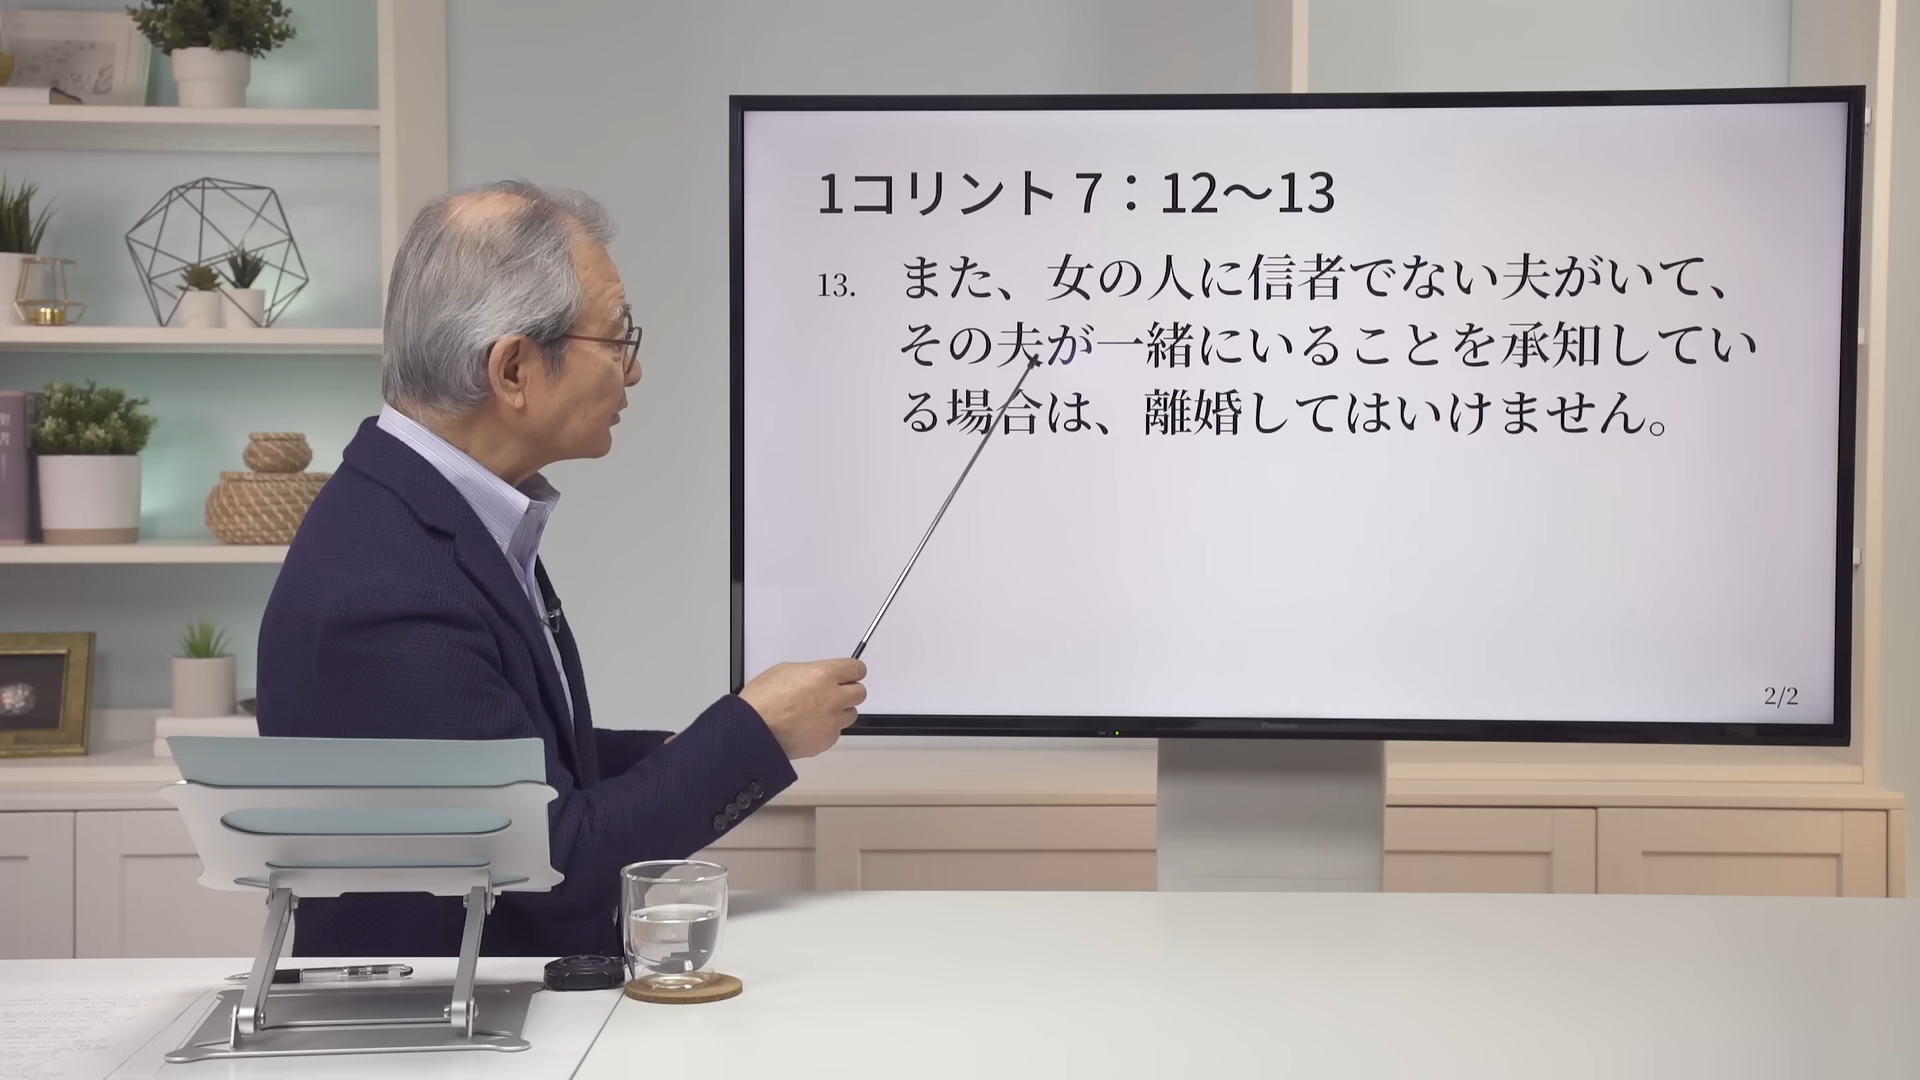 1コリント 7：12～13
13. また、女の人に信者でない夫がいて、
その夫が一緒にいることを承知してい
る場合は、離婚してはいけません。
2/2
Panasonic